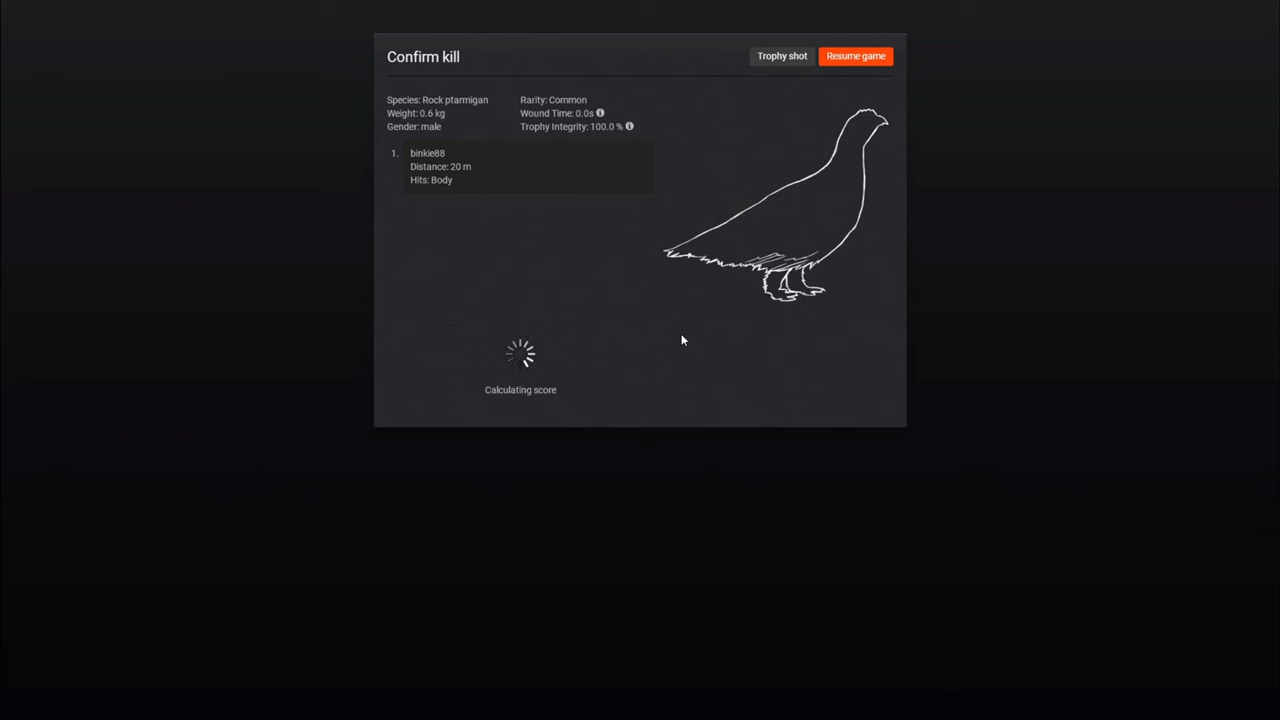 Confirm kill
Trophy shot
Resume game
Species: Rock ptarmigan
Weight: 0.6 kg
Gender: male
Rarity: Common
Wound Time: 0.0s
Trophy Integrity: 100.0 %
1. binkie88
Distance: 20 m
Hits: Body
Calculating score